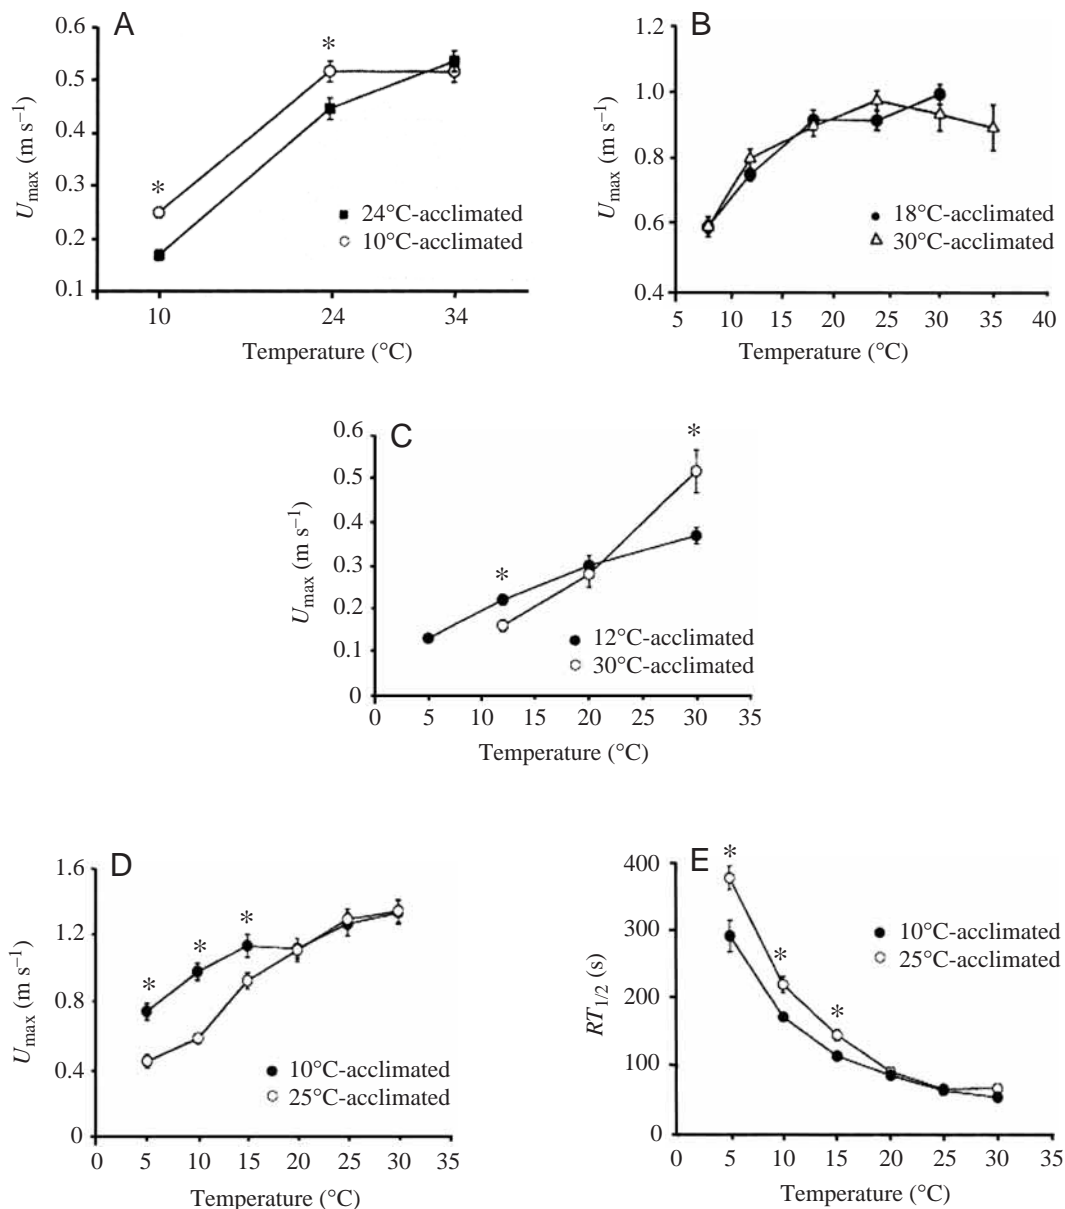 A
0.6
0.5
0.4
0.3
0.2
0.1
U_max (m s⁻¹)
*
*
24°C-acclimated
10°C-acclimated
10 24 34
Temperature (°C)
B
1.2
1.0
0.8
0.6
0.4
U_max (m s⁻¹)
18°C-acclimated
30°C-acclimated
5 10 15 20 25 30 35 40
Temperature (°C)
C
0.6
0.5
0.4
0.3
0.2
0.1
0
U_max (m s⁻¹)
*
*
12°C-acclimated
30°C-acclimated
0 5 10 15 20 25 30 35
Temperature (°C)
D
1.6
1.2
0.8
0.4
0
U_max (m s⁻¹)
*
*
*
10°C-acclimated
25°C-acclimated
0 5 10 15 20 25 30 35
Temperature (°C)
E
400
300
200
100
0
RT_1/2 (s)
*
*
*
10°C-acclimated
25°C-acclimated
0 5 10 15 20 25 30 35
Temperature (°C)